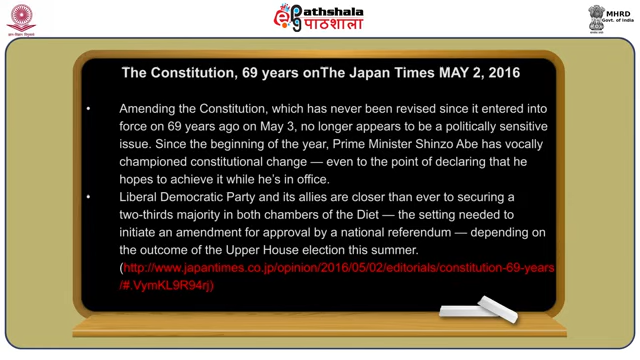 ePathshala
पाठशाला
MHRD
Govt. of India
The Constitution, 69 years onThe Japan Times MAY 2, 2016
• Amending the Constitution, which has never been revised since it entered into
force on 69 years ago on May 3, no longer appears to be a politically sensitive
issue. Since the beginning of the year, Prime Minister Shinzo Abe has vocally
championed constitutional change — even to the point of declaring that he
hopes to achieve it while he's in office.
• Liberal Democratic Party and its allies are closer than ever to securing a
two-thirds majority in both chambers of the Diet — the setting needed to
initiate an amendment for approval by a national referendum — depending on
the outcome of the Upper House election this summer.
(http://www.japantimes.co.jp/opinion/2016/05/02/editorials/constitution-69-years
/#.VymKL9R94rj)